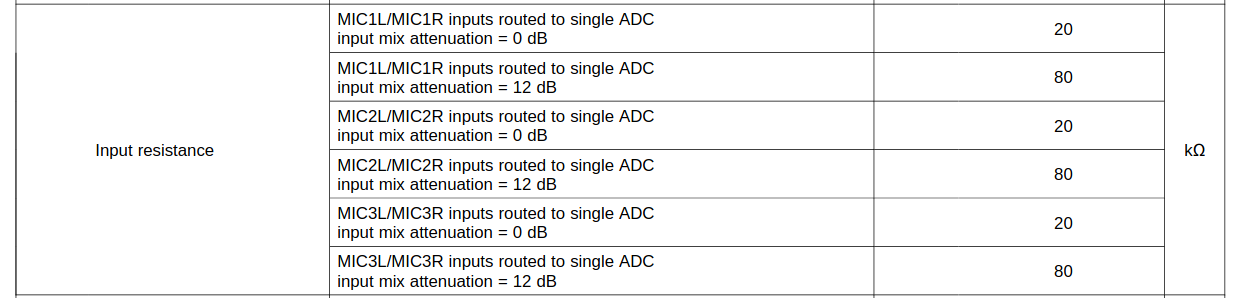 Input resistance
MIC1L/MIC1R inputs routed to single ADC
input mix attenuation = 0 dB
20
MIC1L/MIC1R inputs routed to single ADC
input mix attenuation = 12 dB
80
MIC2L/MIC2R inputs routed to single ADC
input mix attenuation = 0 dB
20
MIC2L/MIC2R inputs routed to single ADC
input mix attenuation = 12 dB
80
MIC3L/MIC3R inputs routed to single ADC
input mix attenuation = 0 dB
20
MIC3L/MIC3R inputs routed to single ADC
input mix attenuation = 12 dB
80
kΩ